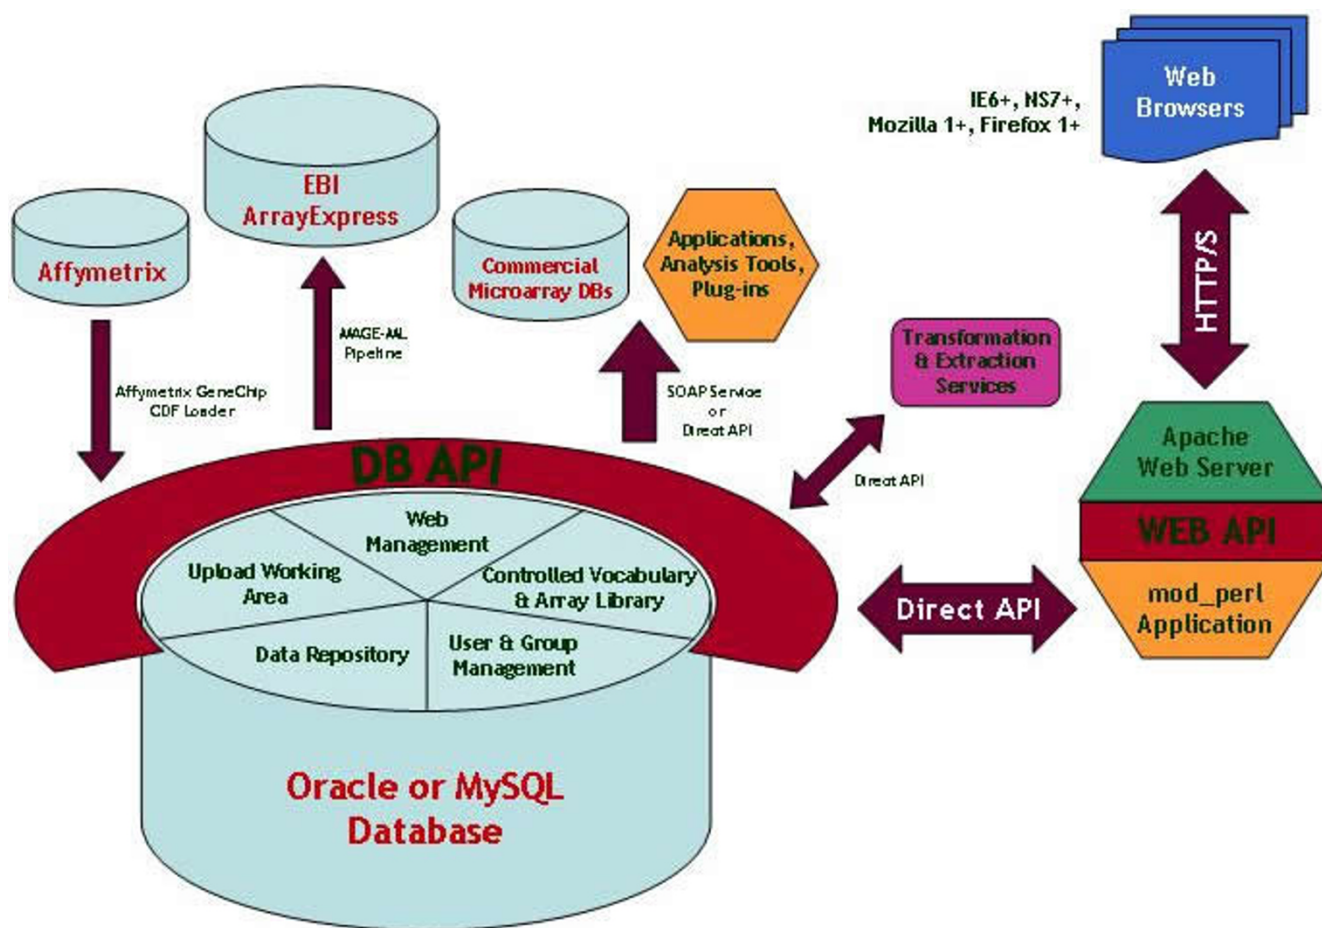 Web
Browsers
IE6+, NS7+,
Mozilla 1+, Firefox 1+
HTTP/S
EBI
ArrayExpress
Affymetrix
Commercial
Microarray DBs
Applications,
Analysis Tools,
Plug-ins
MAGE-ML
Pipeline
Affymetrix GeneChip
CDF Loader
SOAP Service
or
Direct API
Transformation
& Extraction
Services
Direct API
Apache
Web Server
WEB API
mod_perl
Application
Direct API
DB API
Web
Management
Upload Working
Area
Controlled Vocabulary
& Array Library
Data Repository
User & Group
Management
Oracle or MySQL
Database